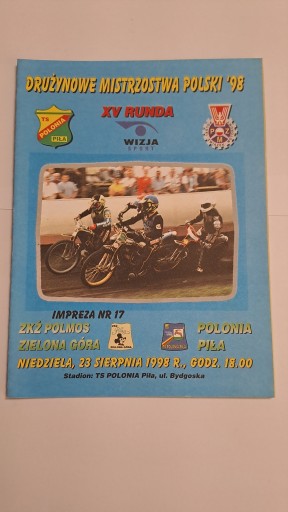 DRUŻYNOWE MISTRZOSTWA POLSKI '98
XV RUNDA
TS
POLONIA
PIŁA
WIZJA
SPORT
PZM
IMPREZA NR 17
ZKŻ POLMOS
ZIELONA GÓRA
POLONIA
PIŁA
NIEDZIELA, 23 SIERPNIA 1998 R., GODZ. 18.00
Stadion: TS POLONIA Piła, ul. Bydgoska